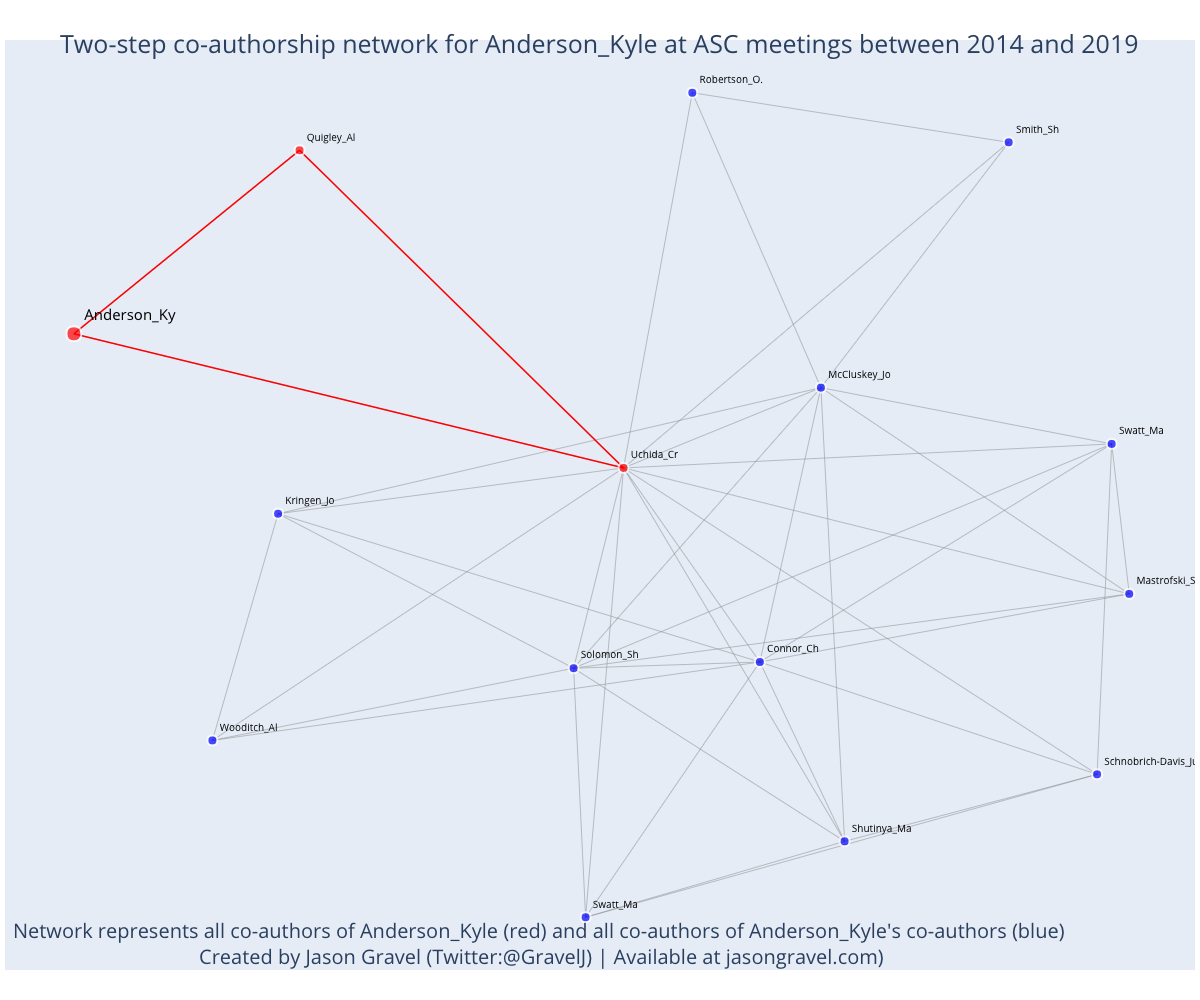 Two-step co-authorship network for Anderson_Kyle at ASC meetings between 2014 and 2019
Robertson_O.
Smith_Sh
Quigley_Al
Anderson_Ky
McCluskey_Jo
Swatt_Ma
Uchida_Cr
Kringen_Jo
Mastrofski_S
Solomon_Sh
Connor_Ch
Wooditch_Al
Schnobrich-Davis_Ju
Shutinya_Ma
Swatt_Ma
Network represents all co-authors of Anderson_Kyle (red) and all co-authors of Anderson_Kyle's co-authors (blue)
Created by Jason Gravel (Twitter:@GravelJ) | Available at jasongravel.com)